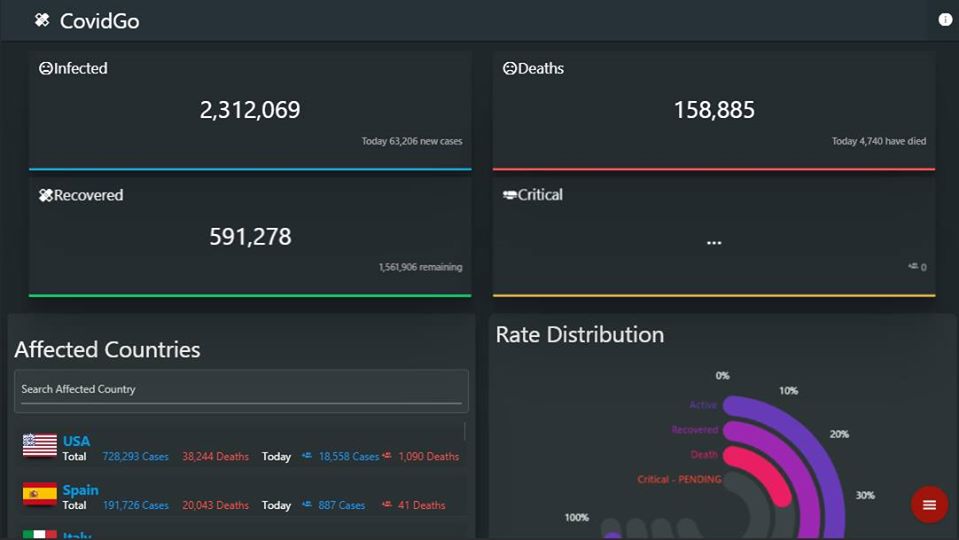 CovidGo
Infected
2,312,069
Today 63,206 new cases
Deaths
158,885
Today 4,740 have died
Recovered
591,278
1,561,906 remaining
Critical
...
0
Affected Countries
Search Affected Country
USA
Total 728,293 Cases 38,244 Deaths Today 18,558 Cases 1,090 Deaths
Spain
Total 191,726 Cases 20,043 Deaths Today 887 Cases 41 Deaths
Italy
Rate Distribution
0%
10%
20%
30%
100%
Active
Recovered
Death
Critical - PENDING